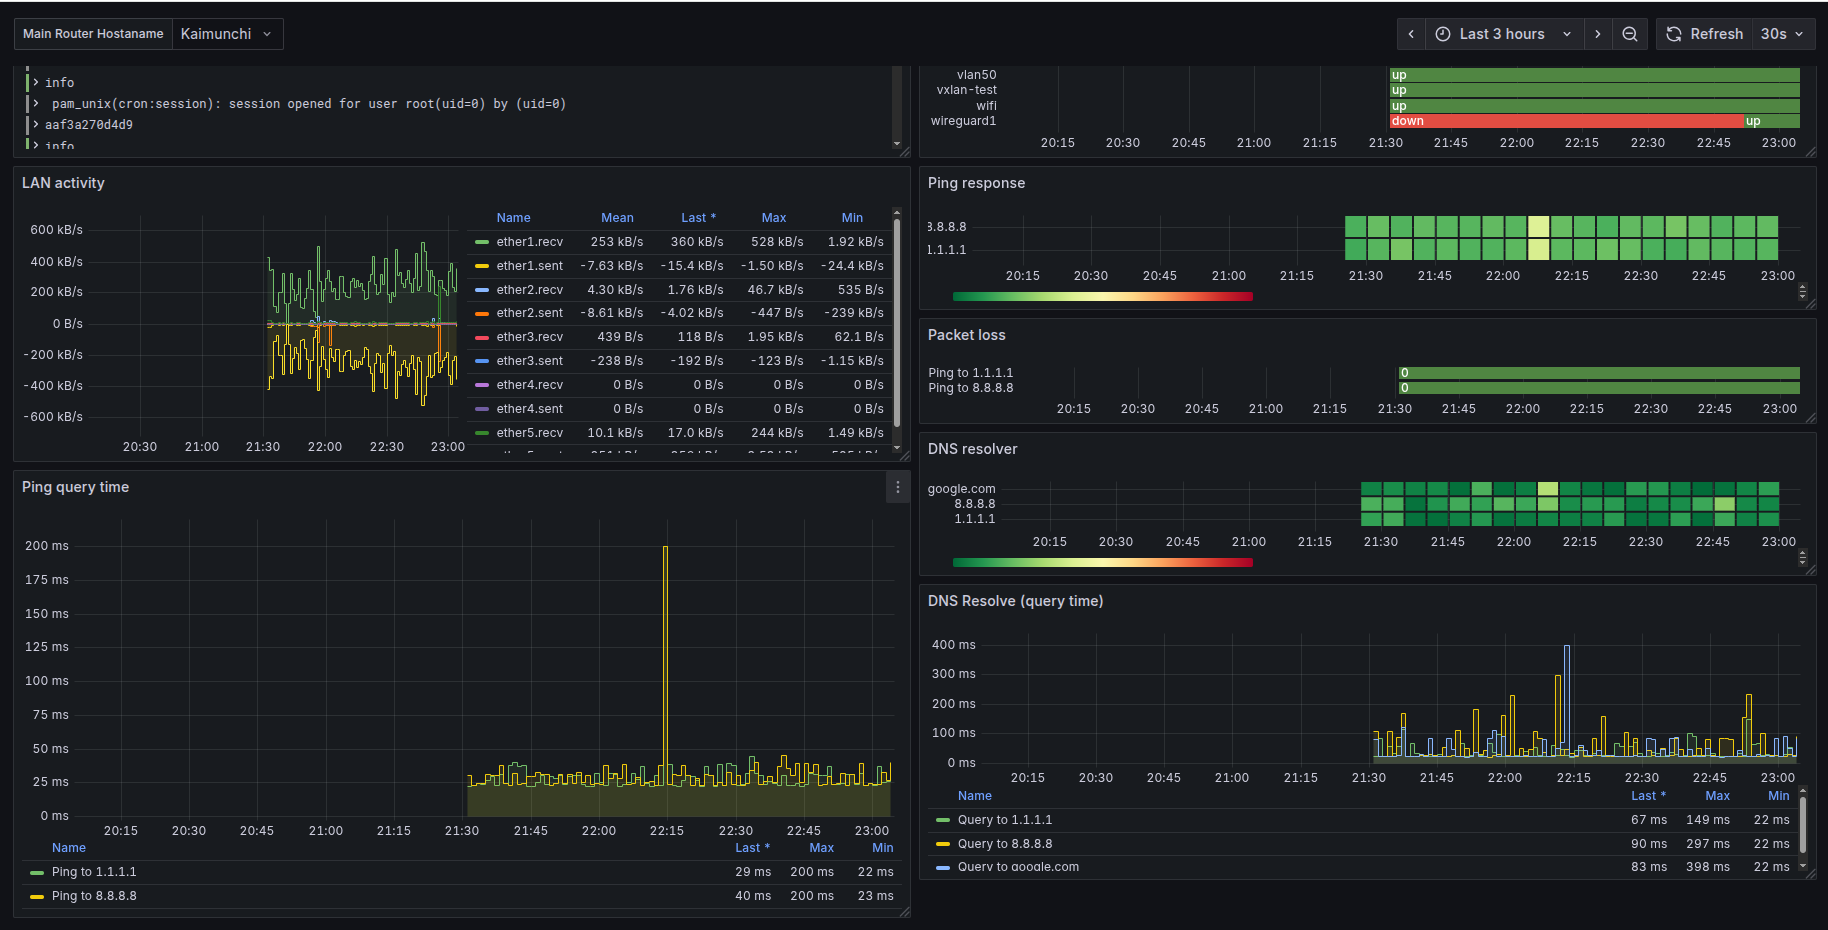 Main Router Hostaname Kaimunchi Last 3 hours Refresh 30s
info
pam_unix(cron:session): session opened for user root(uid=0) by (uid=0)
aaf3a270d4d9
info
vlan50 up
vxlan-test up
wifi up
wireguard1 down up
20:15 20:30 20:45 21:00 21:15 21:30 21:45 22:00 22:15 22:30 22:45 23:00
LAN activity
600 kB/s
400 kB/s
200 kB/s
0 B/s
-200 kB/s
-400 kB/s
-600 kB/s
20:30 21:00 21:30 22:00 22:30 23:00
Name Mean Last * Max Min
ether1.recv 253 kB/s 360 kB/s 528 kB/s 1.92 kB/s
ether1.sent -7.63 kB/s -15.4 kB/s -1.50 kB/s -24.4 kB/s
ether2.recv 4.30 kB/s 1.76 kB/s 46.7 kB/s 535 B/s
ether2.sent -8.61 kB/s -4.02 kB/s -447 B/s -239 kB/s
ether3.recv 439 B/s 118 B/s 1.95 kB/s 62.1 B/s
ether3.sent -238 B/s -192 B/s -123 B/s -1.15 kB/s
ether4.recv 0 B/s 0 B/s 0 B/s 0 B/s
ether4.sent 0 B/s 0 B/s 0 B/s 0 B/s
ether5.recv 10.1 kB/s 17.0 kB/s 244 kB/s 1.49 kB/s
Ping response
8.8.8.8
1.1.1.1
20:15 20:30 20:45 21:00 21:15 21:30 21:45 22:00 22:15 22:30 22:45 23:00
Packet loss
Ping to 1.1.1.1 0
Ping to 8.8.8.8 0
20:15 20:30 20:45 21:00 21:15 21:30 21:45 22:00 22:15 22:30 22:45 23:00
DNS resolver
google.com
8.8.8.8
1.1.1.1
20:15 20:30 20:45 21:00 21:15 21:30 21:45 22:00 22:15 22:30 22:45 23:00
Ping query time
200 ms
175 ms
150 ms
125 ms
100 ms
75 ms
50 ms
25 ms
0 ms
20:15 20:30 20:45 21:00 21:15 21:30 21:45 22:00 22:15 22:30 22:45 23:00
Name Last * Max Min
Ping to 1.1.1.1 29 ms 200 ms 22 ms
Ping to 8.8.8.8 40 ms 200 ms 23 ms
DNS Resolve (query time)
400 ms
300 ms
200 ms
100 ms
0 ms
20:15 20:30 20:45 21:00 21:15 21:30 21:45 22:00 22:15 22:30 22:45 23:00
Name Last * Max Min
Query to 1.1.1.1 67 ms 149 ms 22 ms
Query to 8.8.8.8 90 ms 297 ms 22 ms
Query to google.com 83 ms 398 ms 22 ms